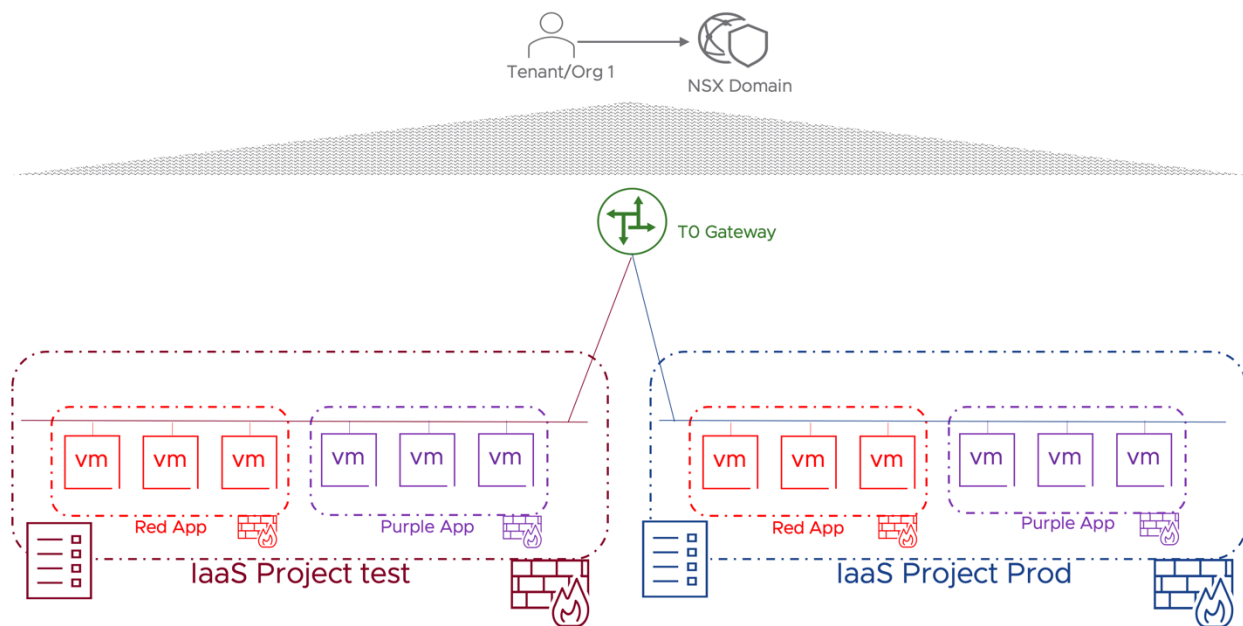 Tenant/Org 1
NSX Domain
T0 Gateway
vm vm vm vm vm vm
vm vm vm vm vm vm
Red App
Purple App
Red App
Purple App
IaaS Project test
IaaS Project Prod